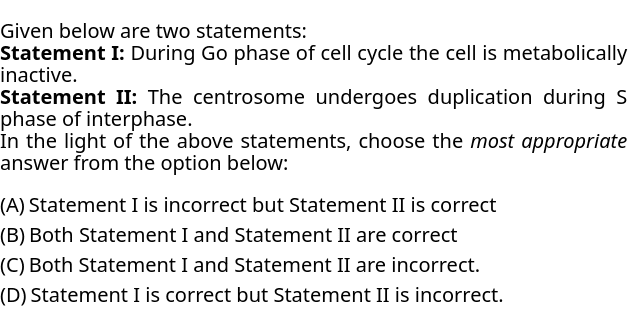 Given below are two statements:
Statement I: During Go phase of cell cycle the cell is metabolically
inactive.
Statement II: The centrosome undergoes duplication during S
phase of interphase.
In the light of the above statements, choose the most appropriate
answer from the option below:
(A) Statement I is incorrect but Statement II is correct
(B) Both Statement I and Statement II are correct
(C) Both Statement I and Statement II are incorrect.
(D) Statement I is correct but Statement II is incorrect.